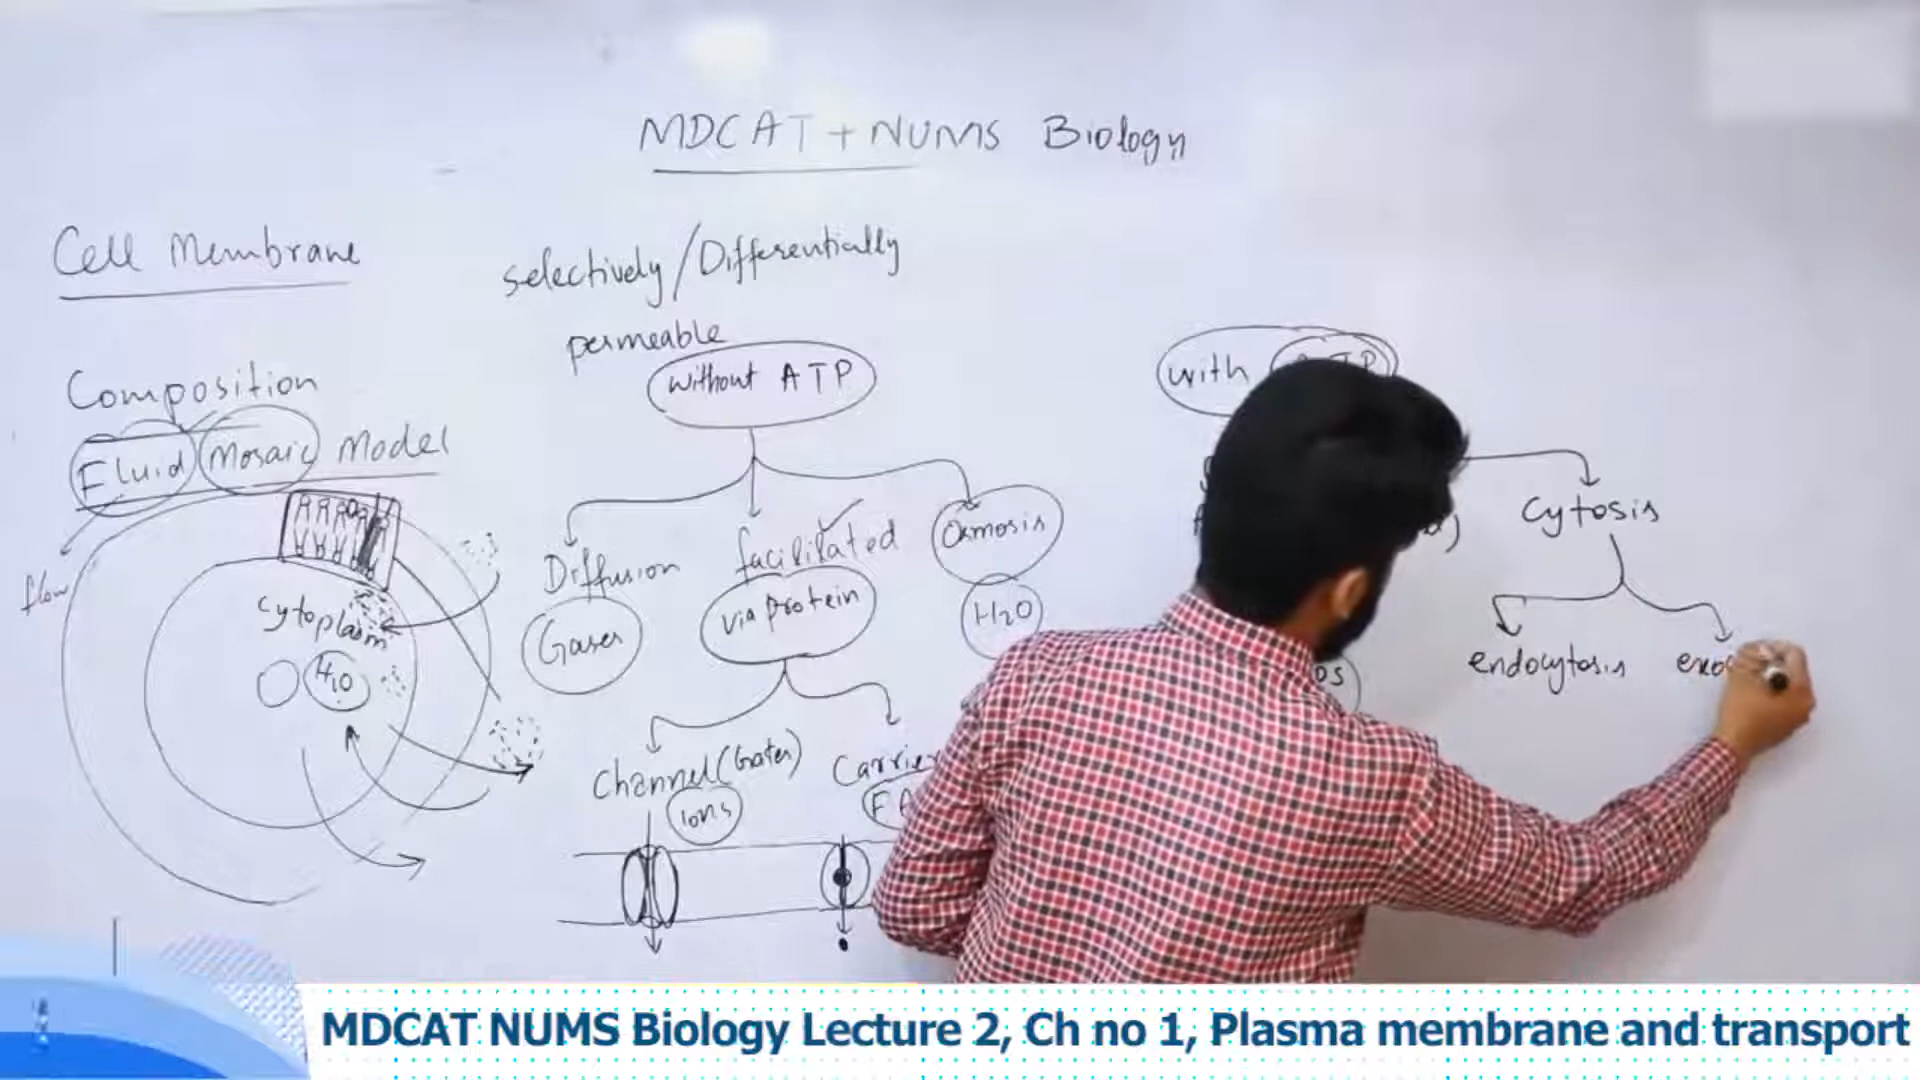 MDCAT + NUMS Biology
Cell Membrane
selectively/Differentially
permeable
Composition
Fluid Mosaic Model
flow
cytoplasm
H2O
without ATP
Diffusion
Gases
facilitated
via protein
Osmosis
H2O
Channel (Gates)
Ions
Carrier
with ATP
Cytosis
endocytosis
MDCAT NUMS Biology Lecture 2, Ch no 1, Plasma membrane and transport